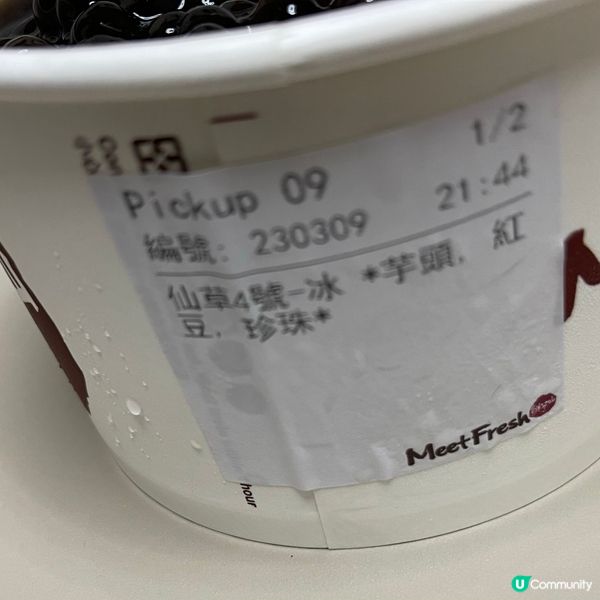 Pickup 09
1/2
編號: 230309
21:44
仙草4號-冰 *芋頭, 紅
豆, 珍珠*
MeetFresh
hour
U Community